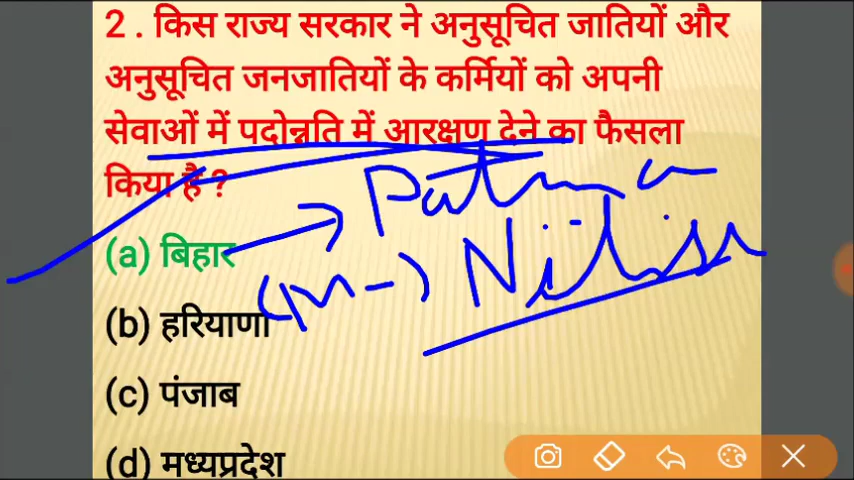 2 . किस राज्य सरकार ने अनुसूचित जातियों और
अनुसूचित जनजातियों के कर्मियों को अपनी
सेवाओं में पदोन्नति में आरक्षण देने का फैसला
किया है ?
Patna
(a) बिहार
Nitish
(b) हरियाणा
(c) पंजाब
(d) मध्यप्रदेश